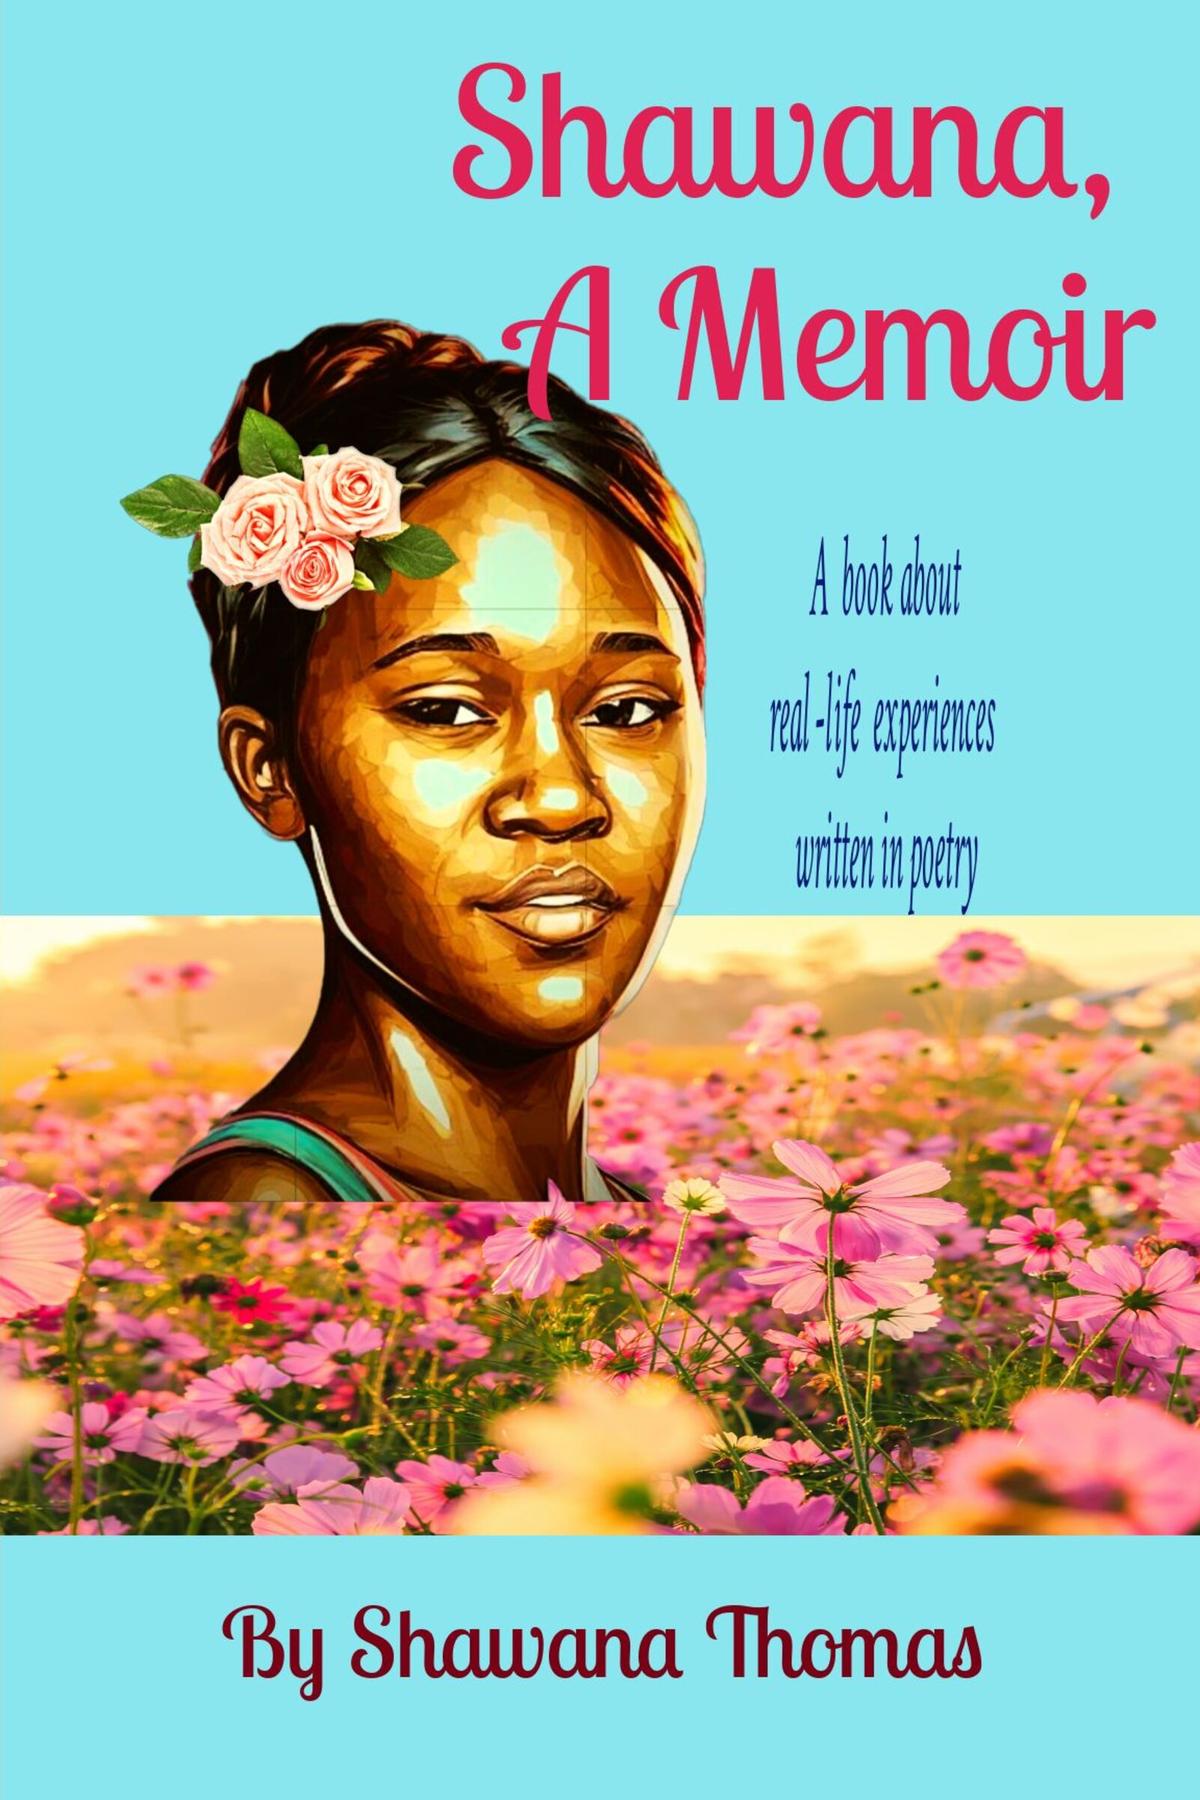 Shawana,
A Memoir
A book about
real-life experiences
written in poetry
By Shawana Thomas